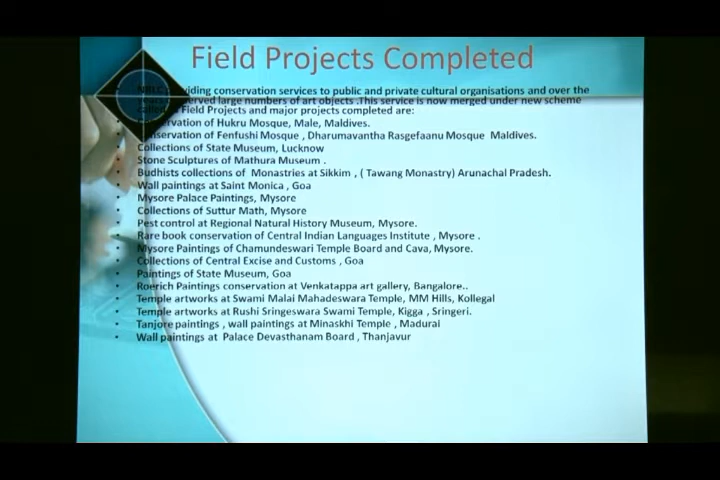 Field Projects Completed
providing conservation services to public and private cultural organisations and over the
large numbers of art objects .This service is now merged under new scheme
Field Projects and major projects completed are:
of Hukru Mosque, Male, Maldives.
of Fenfushi Mosque , Dharumavantha Rasgefaanu Mosque Maldives.
Collections of State Museum, Lucknow
Stone Sculptures of Mathura Museum .
Budhists collections of Monastries at Sikkim , ( Tawang Monastry) Arunachal Pradesh.
Wall paintings at Saint Monica , Goa
Mysore Palace Paintings, Mysore
Collections of Suttur Math, Mysore
Pest control at Regional Natural History Museum, Mysore.
Rare book conservation of Central Indian Languages Institute , Mysore .
Mysore Paintings of Chamundeswari Temple Board and Cava, Mysore.
Collections of Central Excise and Customs , Goa
Paintings of State Museum, Goa
Roerich Paintings conservation at Venkatappa art gallery, Bangalore..
Temple artworks at Swami Malai Mahadeswara Temple, MM Hills, Kollegal
Temple artworks at Rushi Sringeswara Swami Temple, Kigga , Sringeri.
Tanjore paintings , wall paintings at Minaskhi Temple , Madurai
Wall paintings at Palace Devasthanam Board , Thanjavur